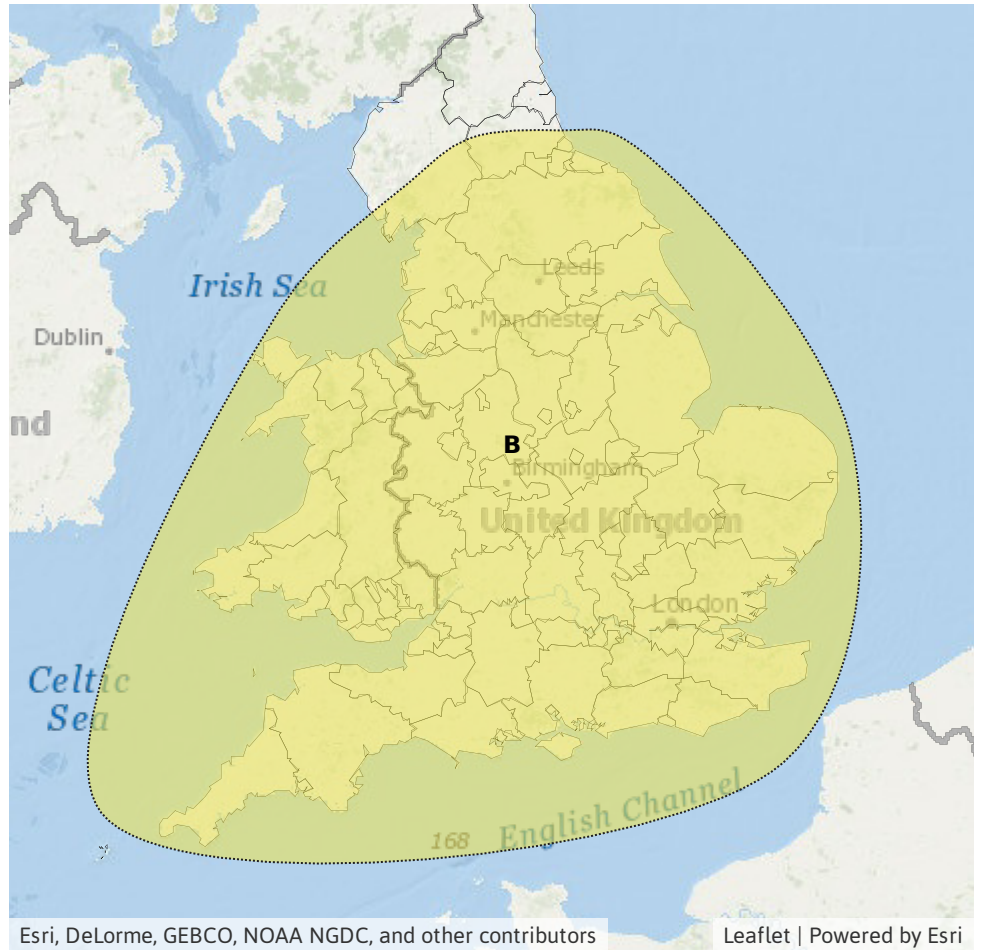 Leeds
Irish Sea
Manchester
Dublin
nd
B
Birmingham
United Kingdom
London
Celtic
Sea
English Channel
168
Esri, DeLorme, GEBCO, NOAA NGDC, and other contributors
Leaflet | Powered by Esri